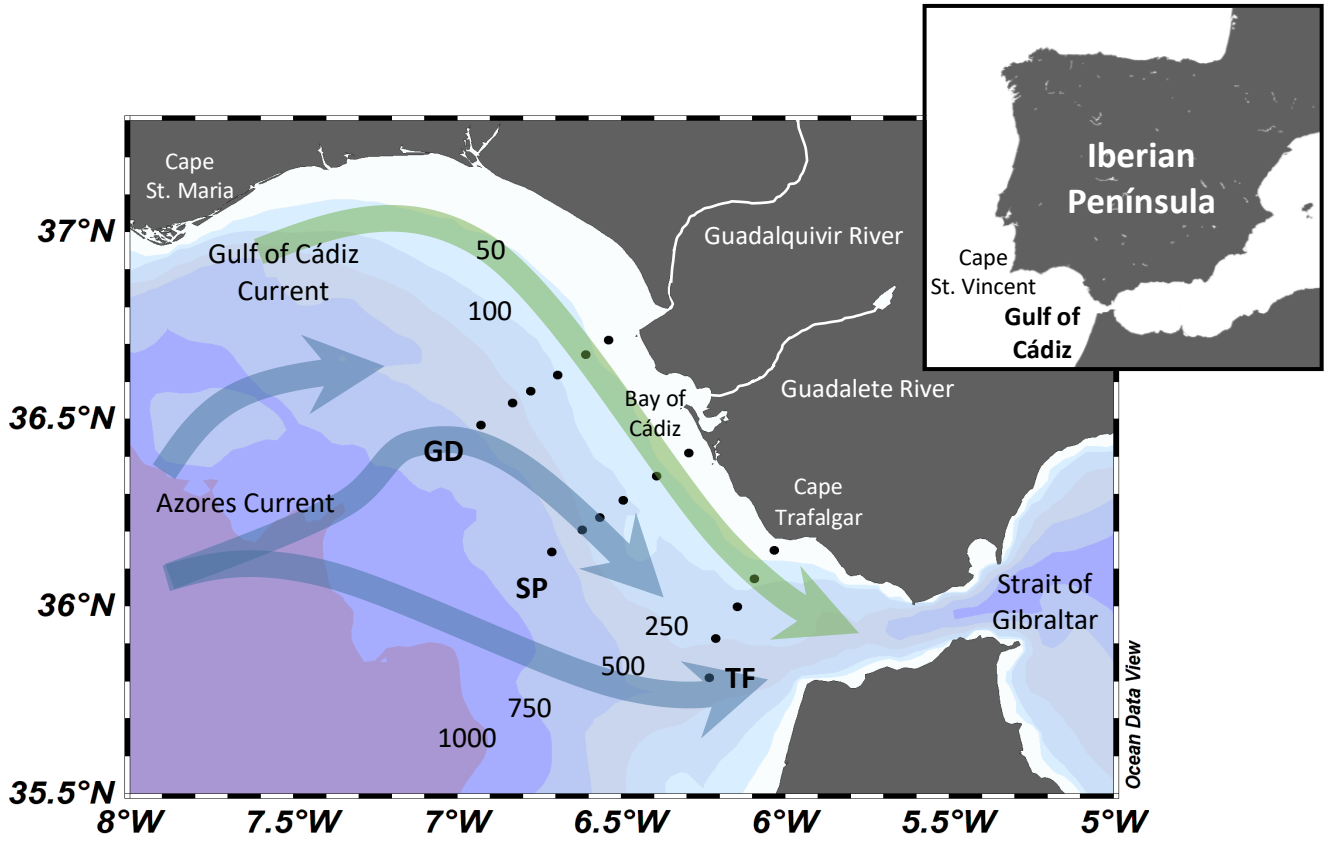 Iberian
Península
Cape
St. Vincent
Gulf of
Cádiz
Cape
St. Maria
37°N
Gulf of Cádiz
Current
50
100
Guadalquivir River
36.5°N
GD
Bay of
Cádiz
Guadalete River
Azores Current
Cape
Trafalgar
36°N
SP
250
500
TF
Strait of
Gibraltar
750
1000
35.5°N
8°W
7.5°W
7°W
6.5°W
6°W
5.5°W
5°W
Ocean Data View